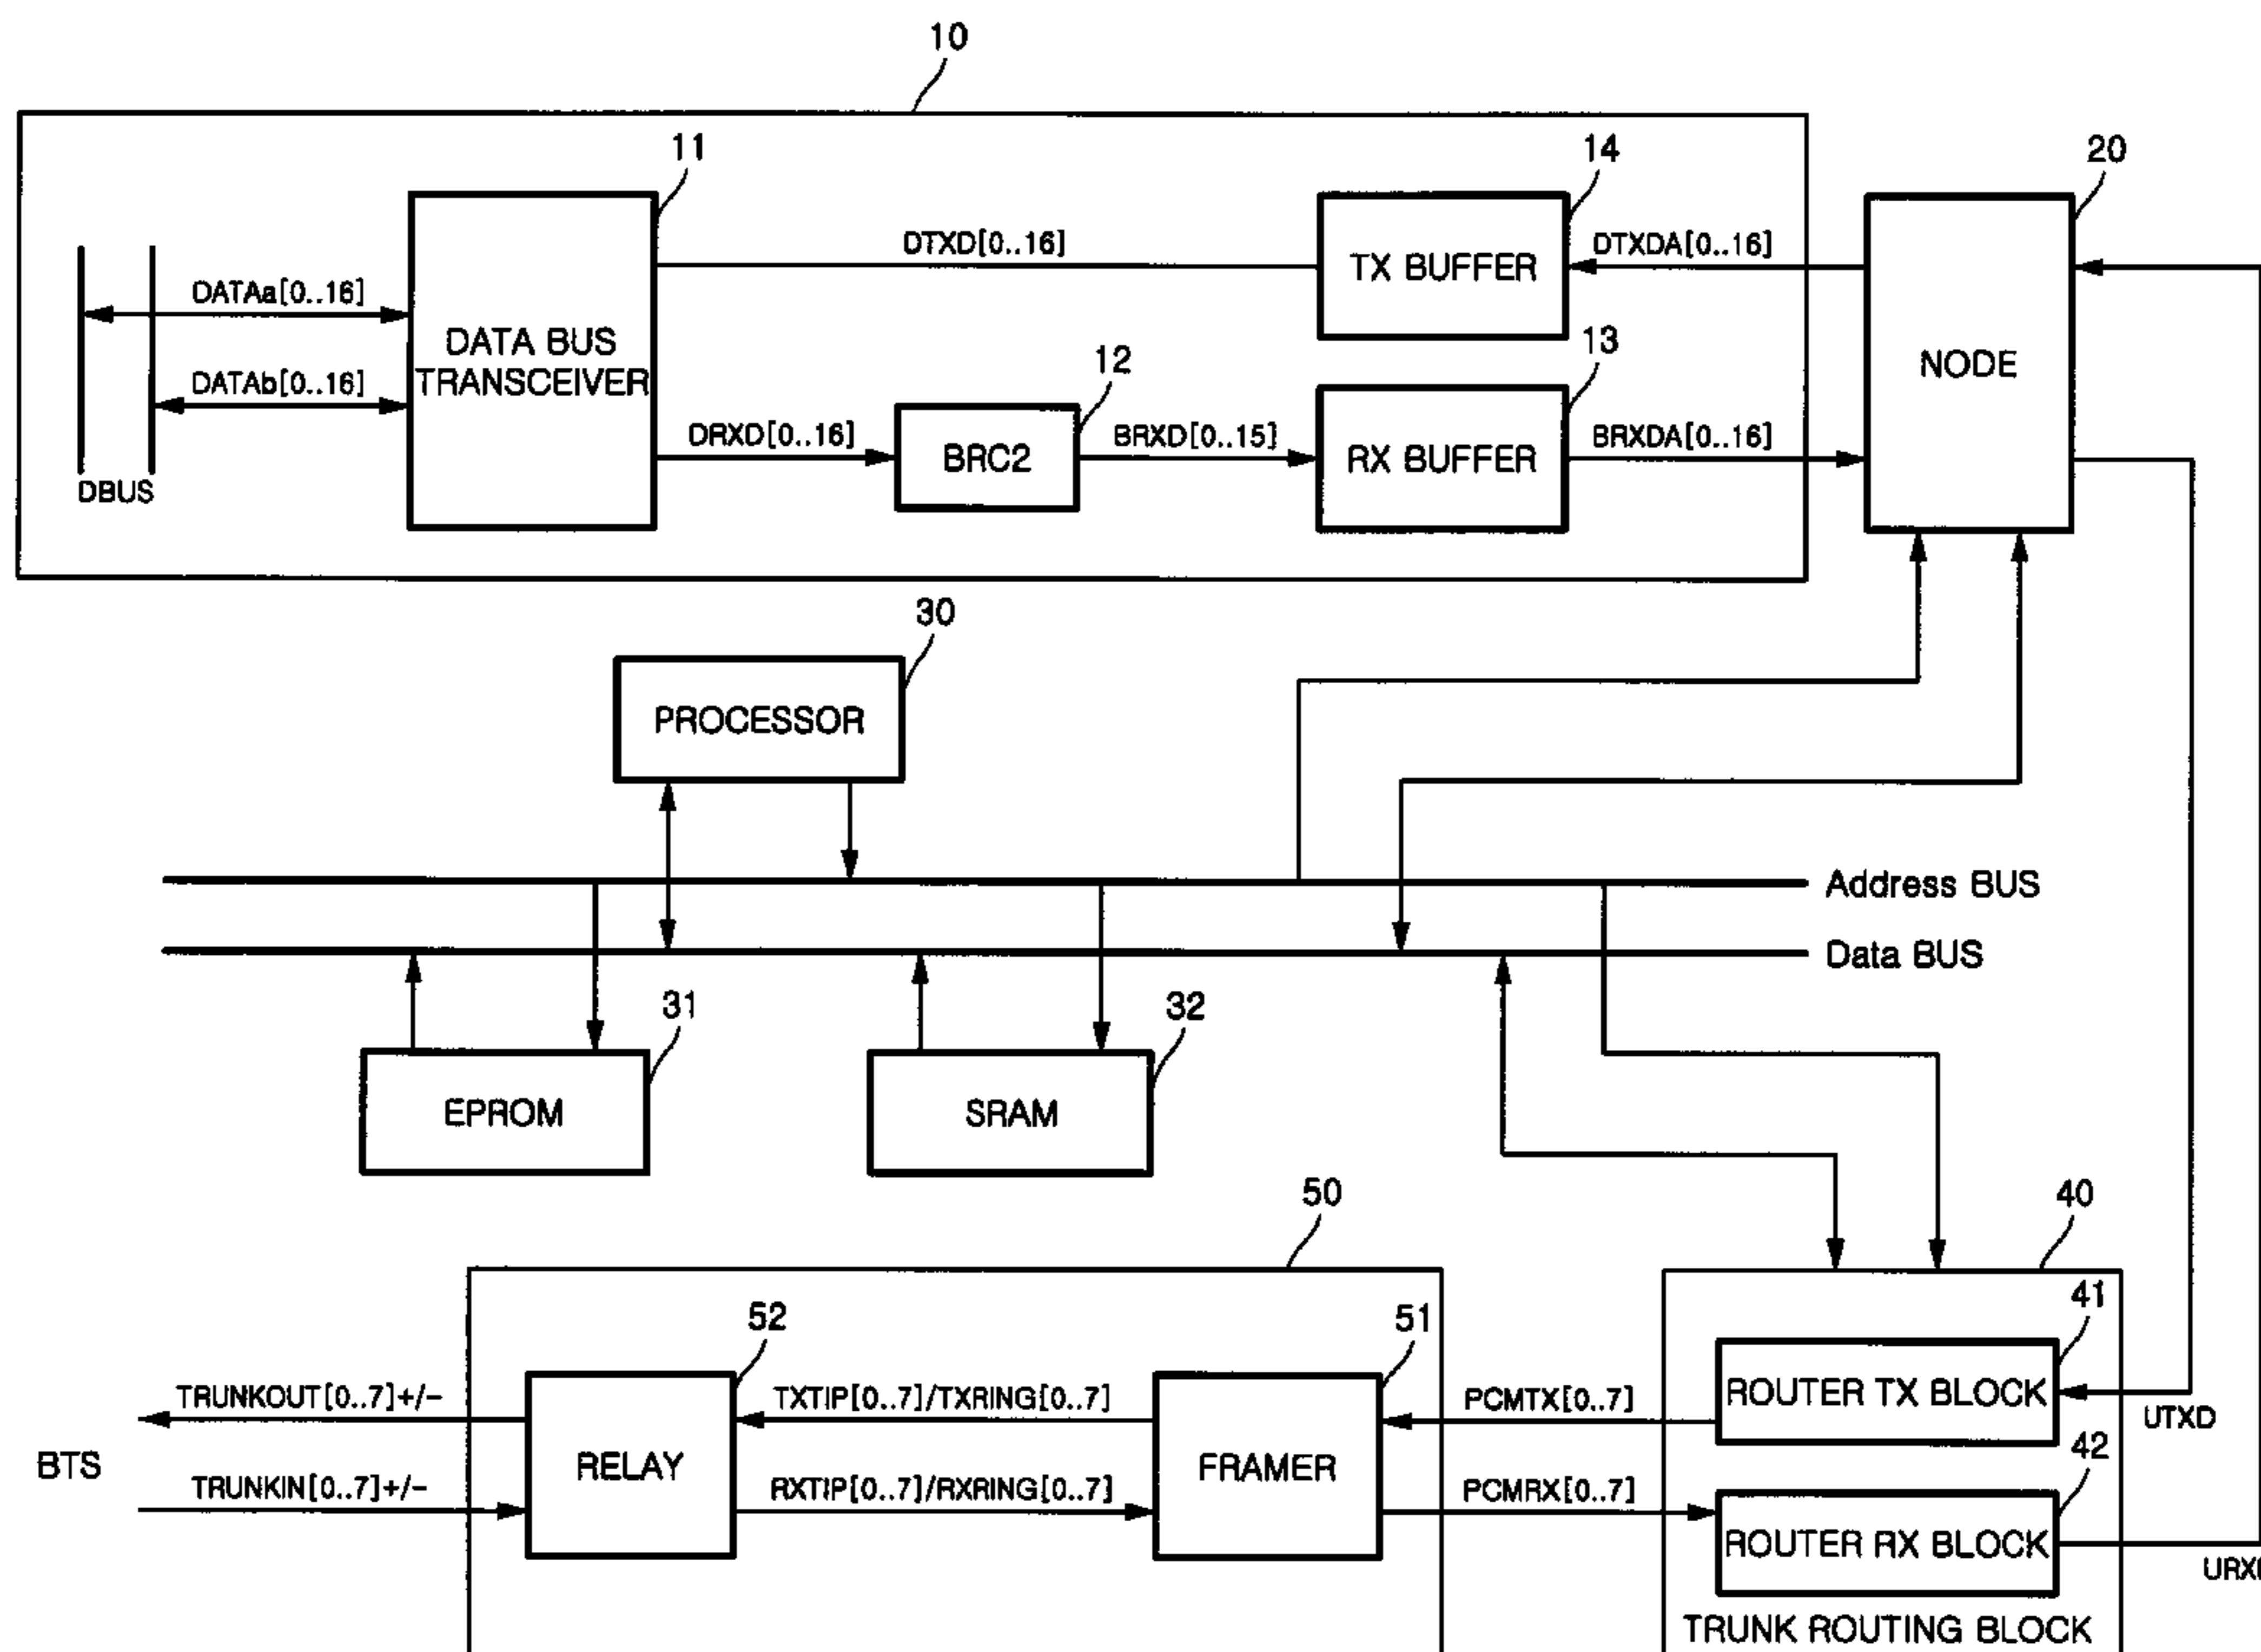 10
11
14
20
DTXD[0..16]
DTXDA[0..16]
TX BUFFER
DATAa[0..16]
DATA BUS
TRANSCEIVER
NODE
13
12
DATAb[0..16]
DRXD[0..16]
BRXD[0..15]
BRXDA[0..16]
BRC2
RX BUFFER
DBUS
30
PROCESSOR
Address BUS
Data BUS
31
32
EPROM
SRAM
50
40
41
52
51
TRUNKOUT[0..7]+/-
TXTIP[0..7]/TXRING[0..7]
PCMTX[0..7]
ROUTER TX BLOCK
UTXD
BTS
RELAY
FRAMER
42
TRUNKIN[0..7]+/-
RXTIP[0..7]/RXRING[0..7]
PCMRX[0..7]
ROUTER RX BLOCK
TRUNK ROUTING BLOCK